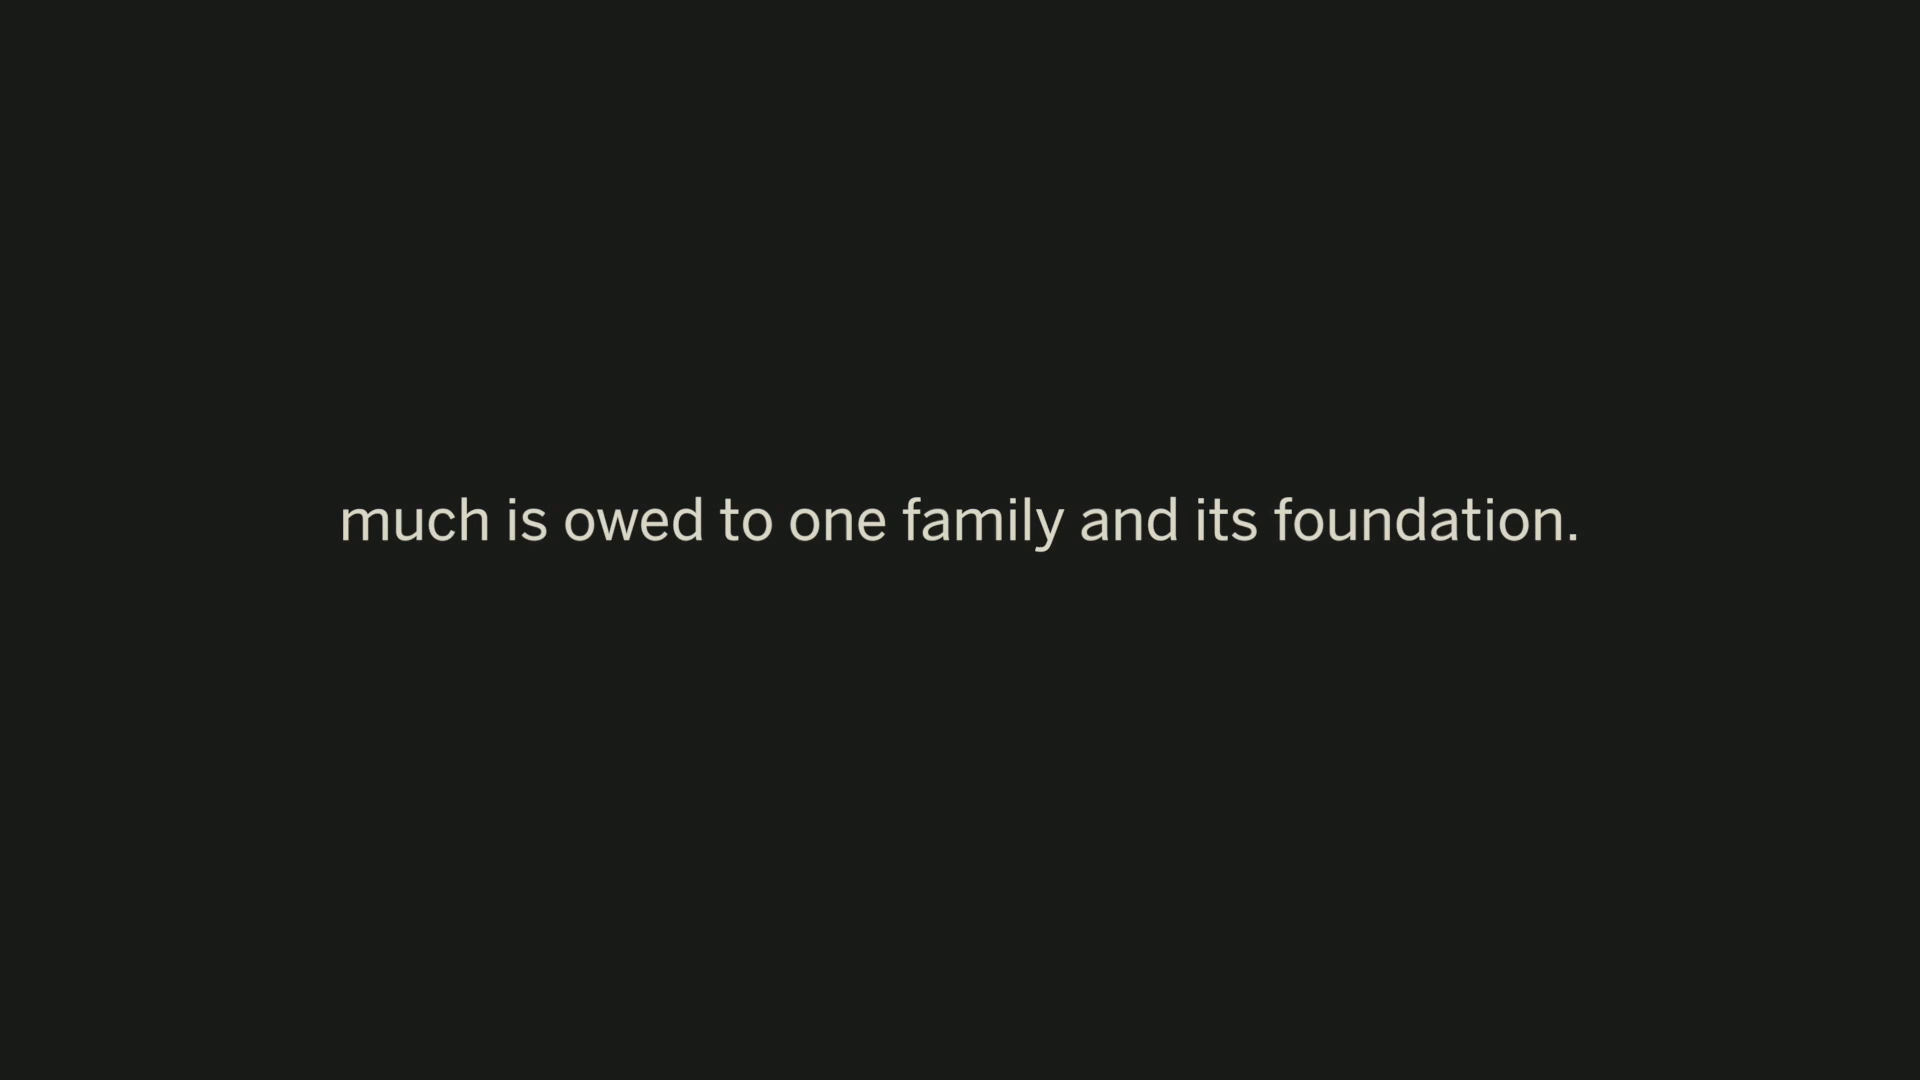 much is owed to one family and its foundation.